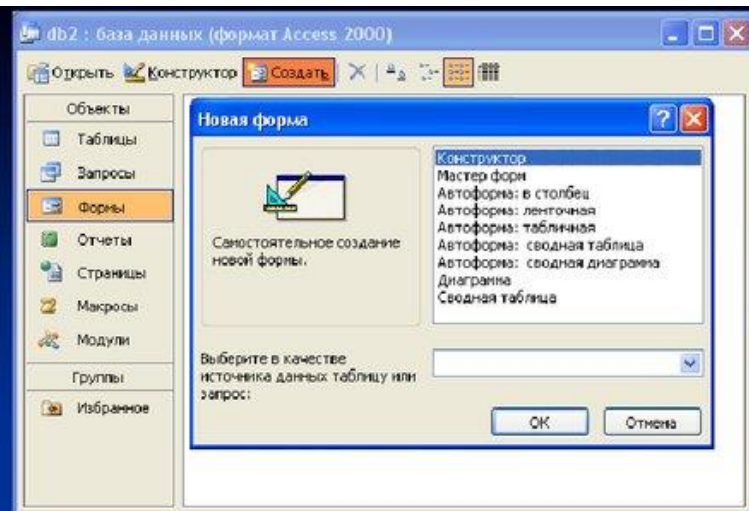 db2 : база данных (формат Access 2000)
Открыть Конструктор Создать
Объекты
Таблицы
Запросы
Формы
Отчеты
Страницы
Макросы
Модули
Группы
Избранное
Новая форма
Самостоятельное создание
новой формы.
Конструктор
Мастер форм
Автоформа: в столбец
Автоформа: ленточная
Автоформа: табличная
Автоформа: сводная таблица
Автоформа: сводная диаграмма
Диаграмма
Сводная таблица
Выберите в качестве
источника данных таблицу или
запрос:
ОК Отмена